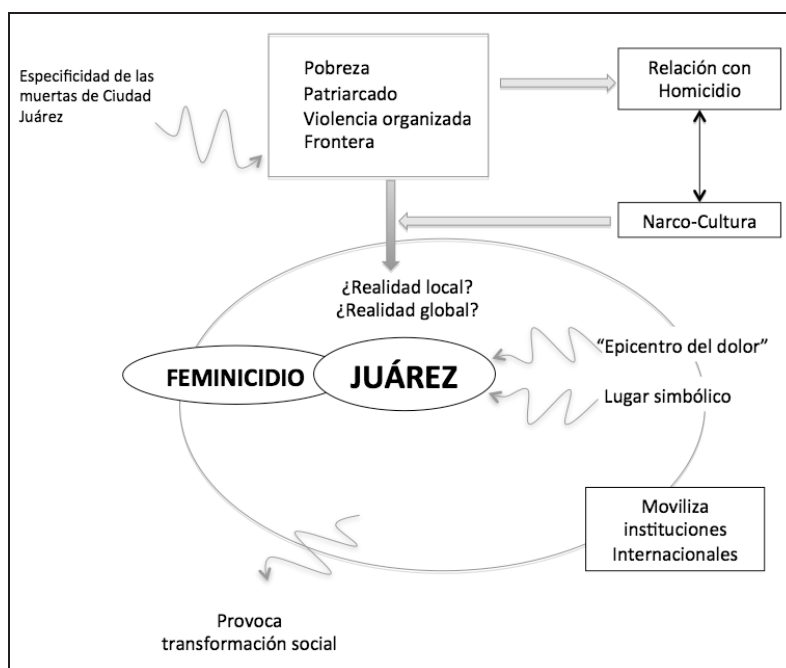 Especificidad de las
muertas de Ciudad
Juárez
Pobreza
Patriarcado
Violencia organizada
Frontera
Relación con
Homicidio
Narco-Cultura
¿Realidad local?
¿Realidad global?
FEMINICIDIO
JUÁREZ
“Epicentro del dolor”
Lugar simbólico
Moviliza
instituciones
Internacionales
Provoca
transformación social